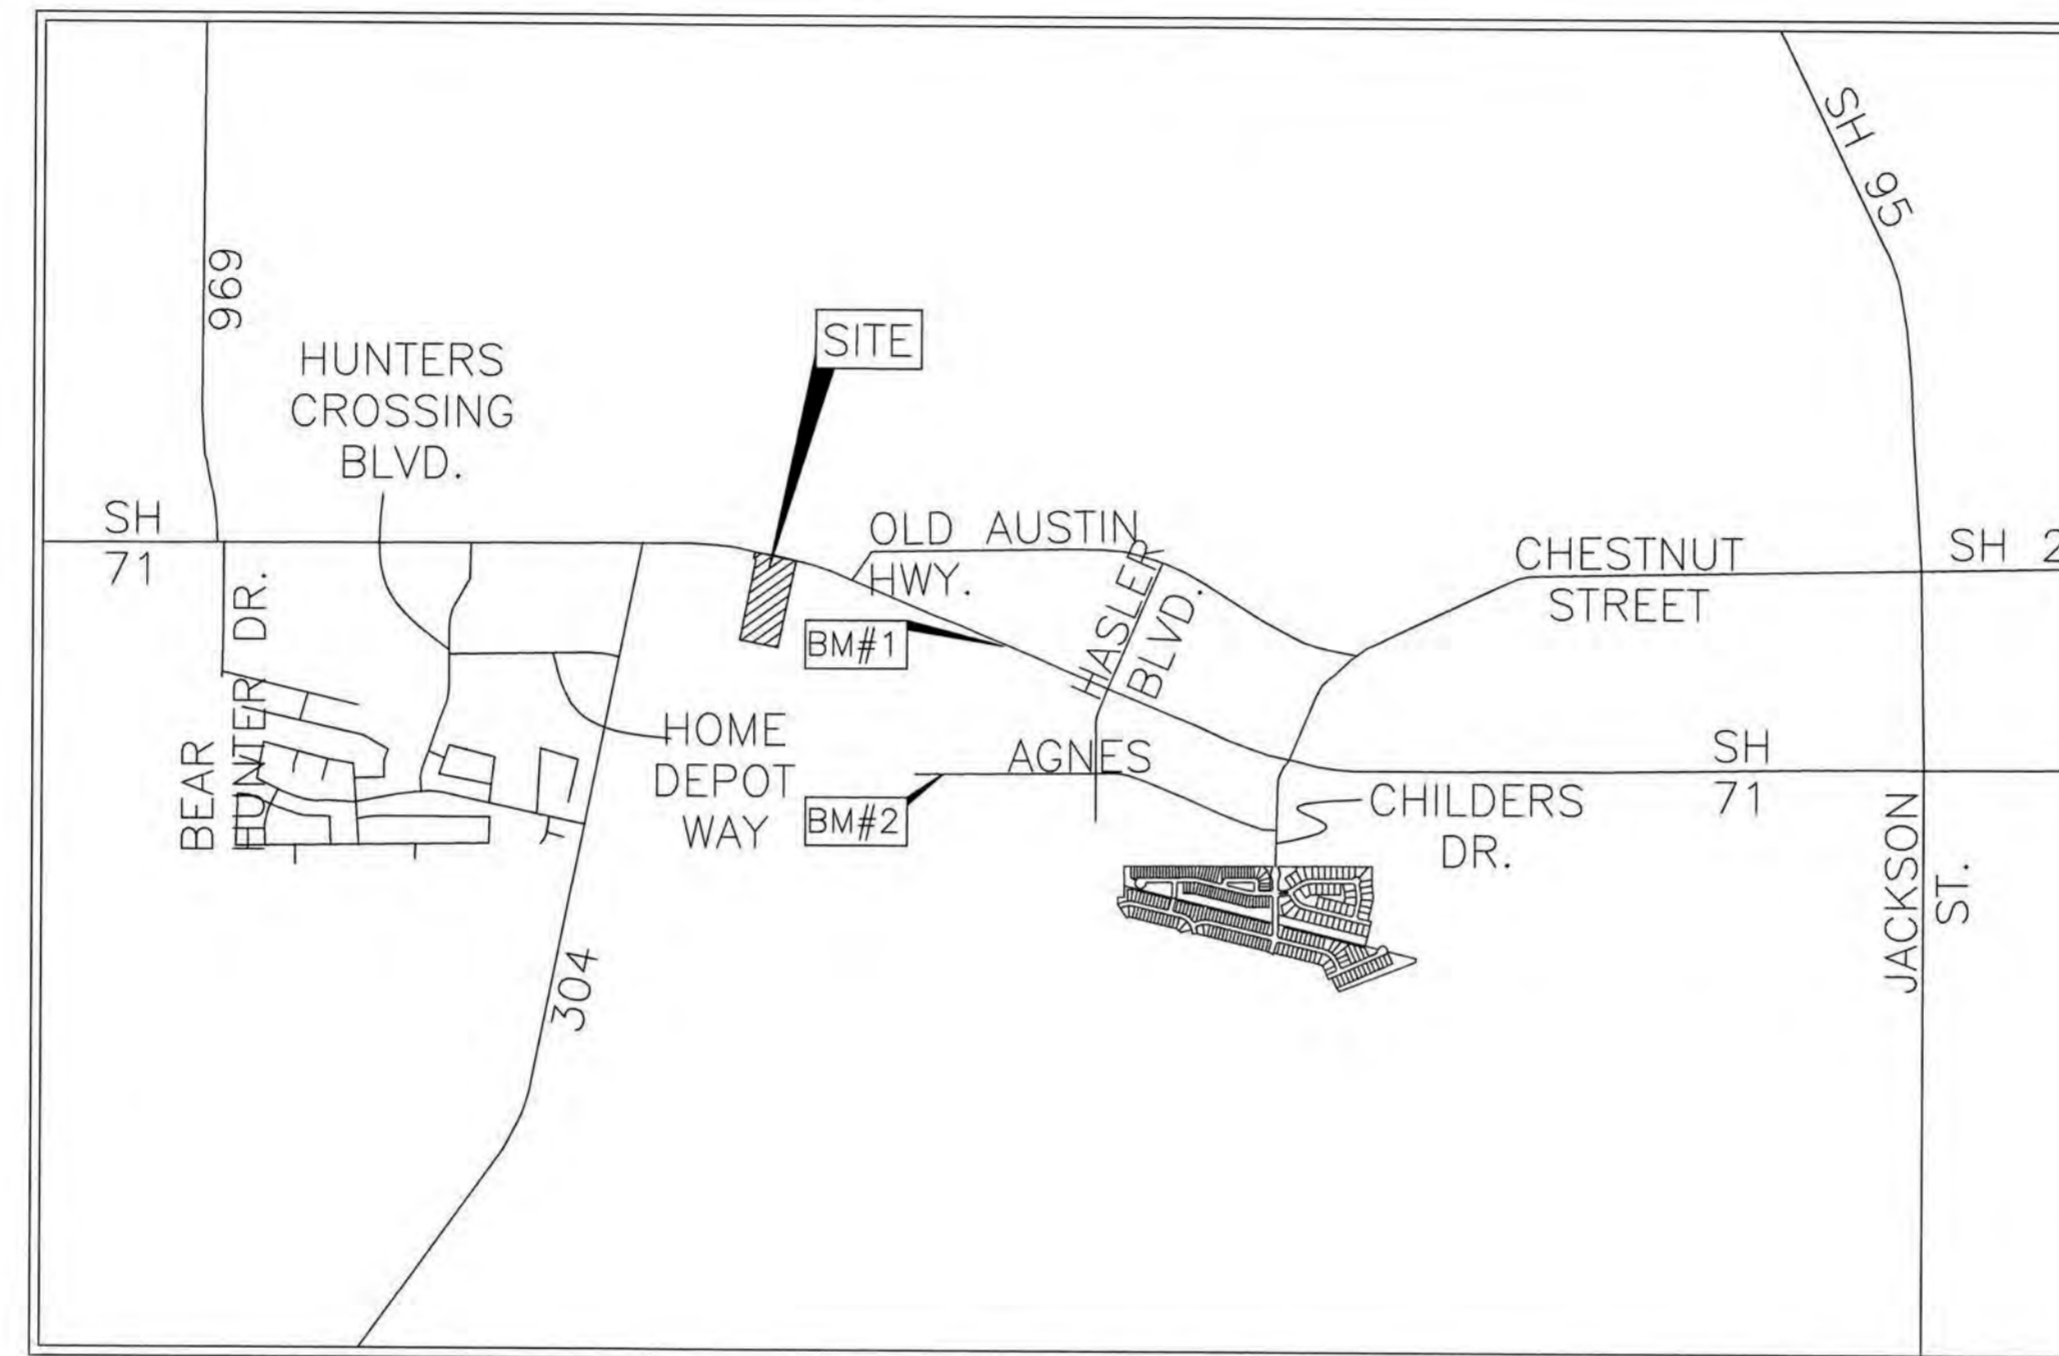 SH 95
969
SITE
HUNTERS
CROSSING
BLVD.
SH
71
OLD AUSTIN
HWY.
HASLER
BLVD.
CHESTNUT
STREET
SH 2
BEAR
HUNTER DR.
BM#1
HOME
DEPOT
WAY
AGNES
BM#2
SH
71
CHILDERS
DR.
JACKSON
ST.
304